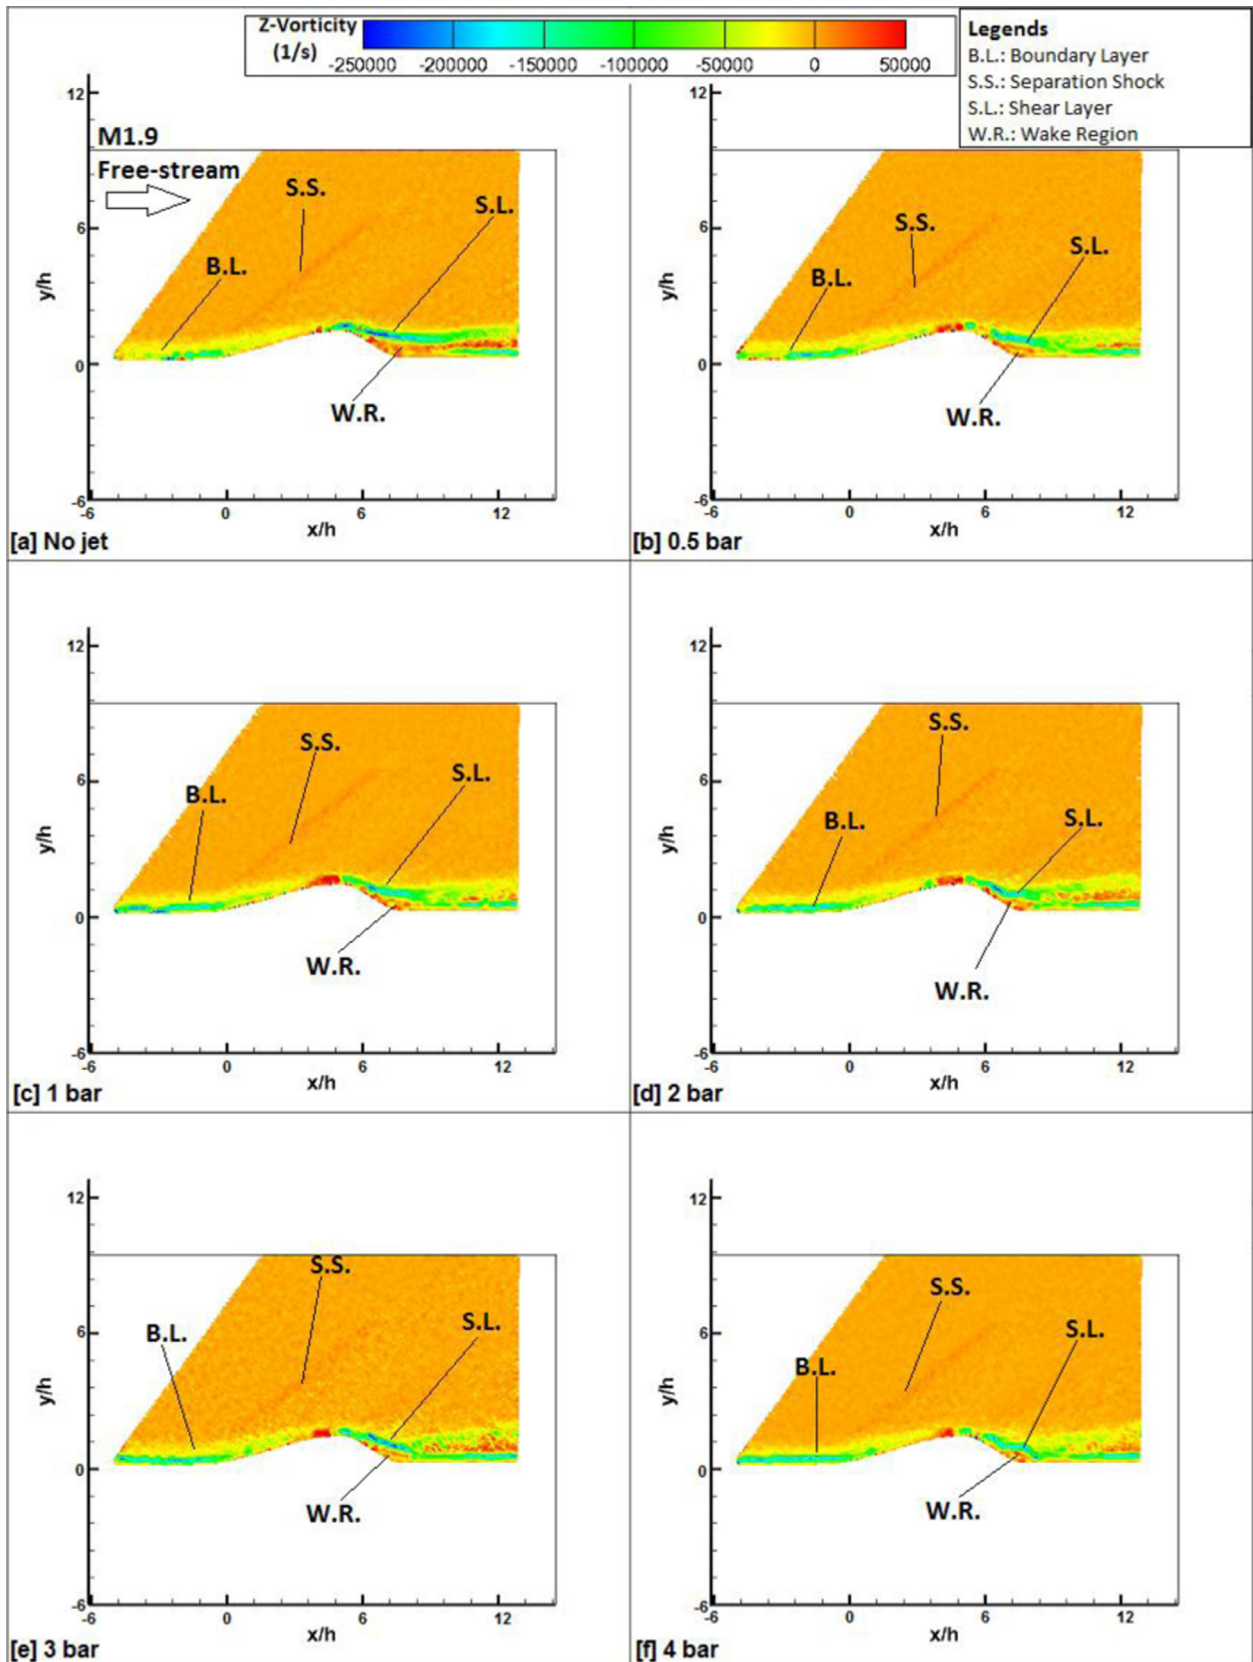 Z-Vorticity
(1/s)
-250000 -200000 -150000 -100000 -50000 0 50000
Legends
B.L.: Boundary Layer
S.S.: Separation Shock
S.L.: Shear Layer
W.R.: Wake Region
12
M1.9
Free-stream
S.S.
S.L.
6
B.L.
y/h
0
W.R.
-6
-6 0 6 12
x/h
[a] No jet
12
S.S.
6
S.L.
B.L.
y/h
0
W.R.
-6
-6 0 6 12
x/h
[b] 0.5 bar
12
S.S.
S.L.
6
B.L.
y/h
0
W.R.
-6
-6 0 6 12
x/h
[c] 1 bar
12
S.S.
6
B.L.
S.L.
y/h
0
W.R.
-6
-6 0 6 12
x/h
[d] 2 bar
12
S.S.
B.L.
S.L.
6
y/h
0
W.R.
-6
-6 0 6 12
x/h
[e] 3 bar
12
S.S.
6
S.L.
B.L.
y/h
0
W.R.
-6
-6 0 6 12
x/h
[f] 4 bar